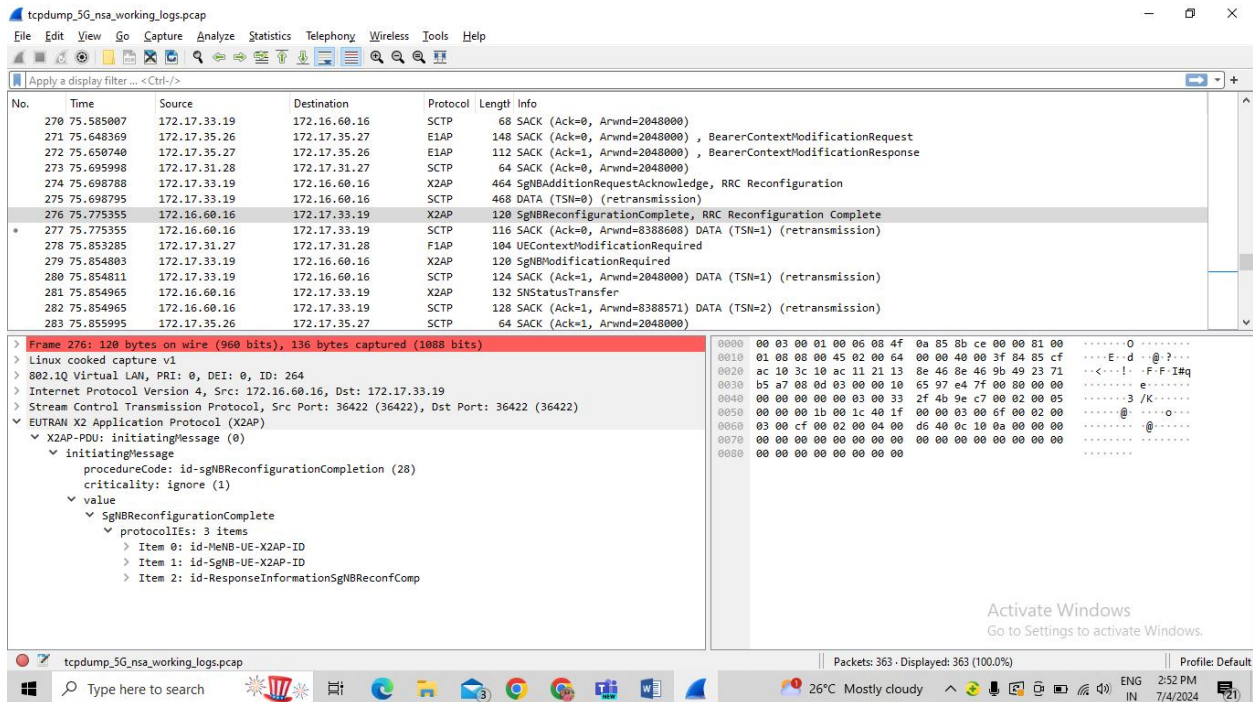 tcpdump_5G_nsa_working_logs.pcap
File Edit View Go Capture Analyze Statistics Telephony Wireless Tools Help
Apply a display filter ... <Ctrl-/>
No. Time Source Destination Protocol Length Info
270 75.585007 172.17.33.19 172.16.60.16 SCTP 68 SACK (Ack=0, Arwnd=2048000)
271 75.648369 172.17.35.26 172.17.35.27 E1AP 148 SACK (Ack=0, Arwnd=2048000) , BearerContextModificationRequest
272 75.650740 172.17.35.27 172.17.35.26 E1AP 112 SACK (Ack=1, Arwnd=2048000) , BearerContextModificationResponse
273 75.695998 172.17.31.28 172.17.31.27 SCTP 64 SACK (Ack=0, Arwnd=2048000)
274 75.698788 172.17.33.19 172.16.60.16 X2AP 464 SgNBAdditionRequestAcknowledge, RRC Reconfiguration
275 75.698795 172.17.33.19 172.16.60.16 SCTP 468 DATA (TSN=0) (retransmission)
276 75.775355 172.16.60.16 172.17.33.19 X2AP 120 SgNBReconfigurationComplete, RRC Reconfiguration Complete
277 75.775355 172.16.60.16 172.17.33.19 SCTP 116 SACK (Ack=0, Arwnd=8388608) DATA (TSN=1) (retransmission)
278 75.853285 172.17.31.27 172.17.31.28 F1AP 104 UEContextModificationRequired
279 75.854803 172.17.33.19 172.16.60.16 X2AP 120 SgNBModificationRequired
280 75.854811 172.17.33.19 172.16.60.16 SCTP 124 SACK (Ack=1, Arwnd=2048000) DATA (TSN=1) (retransmission)
281 75.854965 172.16.60.16 172.17.33.19 X2AP 132 SNStatusTransfer
282 75.854965 172.16.60.16 172.17.33.19 SCTP 128 SACK (Ack=1, Arwnd=8388571) DATA (TSN=2) (retransmission)
283 75.855995 172.17.35.26 172.17.35.27 SCTP 64 SACK (Ack=1, Arwnd=2048000)
Frame 276: 120 bytes on wire (960 bits), 136 bytes captured (1088 bits)
Linux cooked capture v1
802.1Q Virtual LAN, PRI: 0, DEI: 0, ID: 264
Internet Protocol Version 4, Src: 172.16.60.16, Dst: 172.17.33.19
Stream Control Transmission Protocol, Src Port: 36422 (36422), Dst Port: 36422 (36422)
EUTRAN X2 Application Protocol (X2AP)
X2AP-PDU: initiatingMessage (0)
initiatingMessage
procedureCode: id-sgNBReconfigurationCompletion (28)
criticality: ignore (1)
value
SgNBReconfigurationComplete
protocolIEs: 3 items
Item 0: id-MeNB-UE-X2AP-ID
Item 1: id-SgNB-UE-X2AP-ID
Item 2: id-ResponseInformationSgNBReconfComp
0000 00 03 00 01 00 06 08 4f 0a 85 8b ce 00 00 81 00 ·······O ········
0010 01 08 08 00 45 02 00 64 00 00 40 00 3f 84 85 cf ····E··d ··@·?···
0020 ac 10 3c 10 ac 11 21 13 8e 46 8e 46 9b 49 23 71 ··<···!· ·F·F·I#q
0030 b5 a7 08 0d 03 00 00 10 65 97 e4 7f 00 80 00 00 ········ e·······
0040 00 00 00 00 00 03 00 33 2f 4b 9e c7 00 02 00 05 ·······3 /K······
0050 00 00 00 1b 00 1c 40 1f 00 00 03 00 6f 00 02 00 ······@· ····o···
0060 03 00 cf 00 02 00 04 00 d6 40 0c 10 0a 00 00 00 ········ ·@······
0070 00 00 00 00 00 00 00 00 00 00 00 00 00 00 00 00 ········ ········
0080 00 00 00 00 00 00 00 00 ········
Activate Windows
Go to Settings to activate Windows.
tcpdump_5G_nsa_working_logs.pcap Packets: 363 · Displayed: 363 (100.0%) Profile: Default
Type here to search 3 NEW 26°C Mostly cloudy ENG 2:52 PM
IN 7/4/2024 21